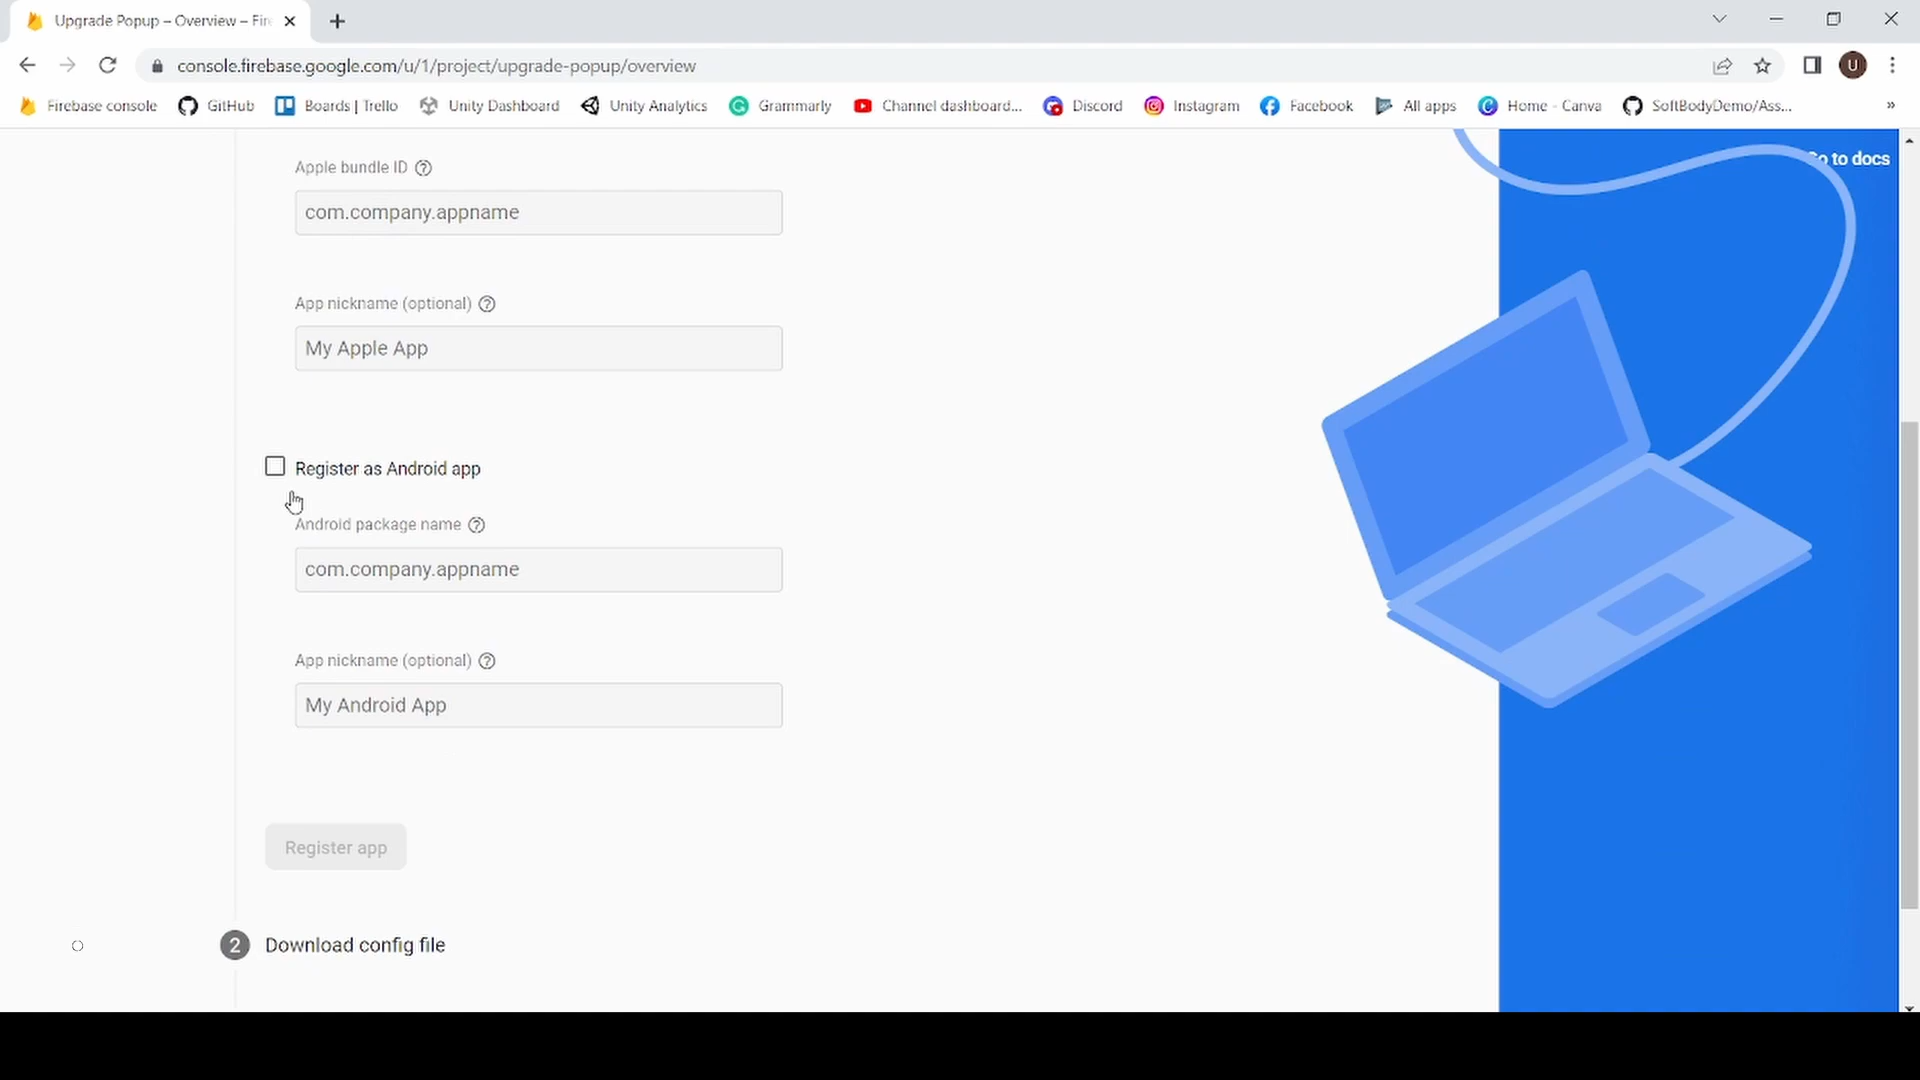 Upgrade Popup – Overview – Fire
console.firebase.google.com/u/1/project/upgrade-popup/overview
U
Firebase console
GitHub
Boards | Trello
Unity Dashboard
Unity Analytics
Grammarly
Channel dashboard...
Discord
Instagram
Facebook
All apps
Home - Canva
SoftBodyDemo/Ass...
»
Go to docs
Apple bundle ID ?
com.company.appname
App nickname (optional) ?
My Apple App
Register as Android app
Android package name ?
com.company.appname
App nickname (optional) ?
My Android App
Register app
2 Download config file